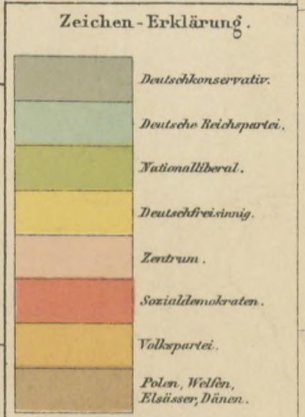 Zeichen-Erklärung.
Deutschkonservativ.
Deutsche Reichspartei.
Nationalliberal.
Deutschfreisinnig.
Zentrum.
Sozialdemokraten.
Volkspartei.
Polen, Welfen,
Elsässer, Dänen.